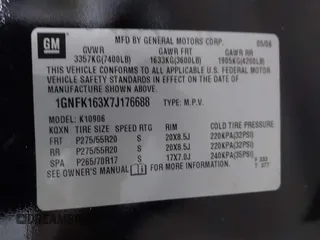 GM
MFD BY GENERAL MOTORS CORP. 05/06
GVWR GAWR FRT GAWR RR
3357KG(7400LB) 1633KG(3600LB) 1905KG(4200LB)
THIS VEHICLE CONFORMS TO ALL APPLICABLE U.S. FEDERAL MOTOR
VEHICLE SAFETY STANDARDS IN EFFECT ON THE DATE OF
MANUFACTURE SHOWN ABOVE.
1GNFK163X7J176688 TYPE: M.P.V.
MODEL: K10906
KQXN TIRE SIZE SPEED RTG RIM COLD TIRE PRESSURE
FRT P275/55R20 S 20X8.5J 220KPA(32PSI)
RR P275/55R20 S 20X8.5J 220KPA(32PSI)
SPA P265/70R17 S 17X7.0J 240KPA(35PSI)
SEE OWNER'S MANUAL FOR MORE INFORMATION.